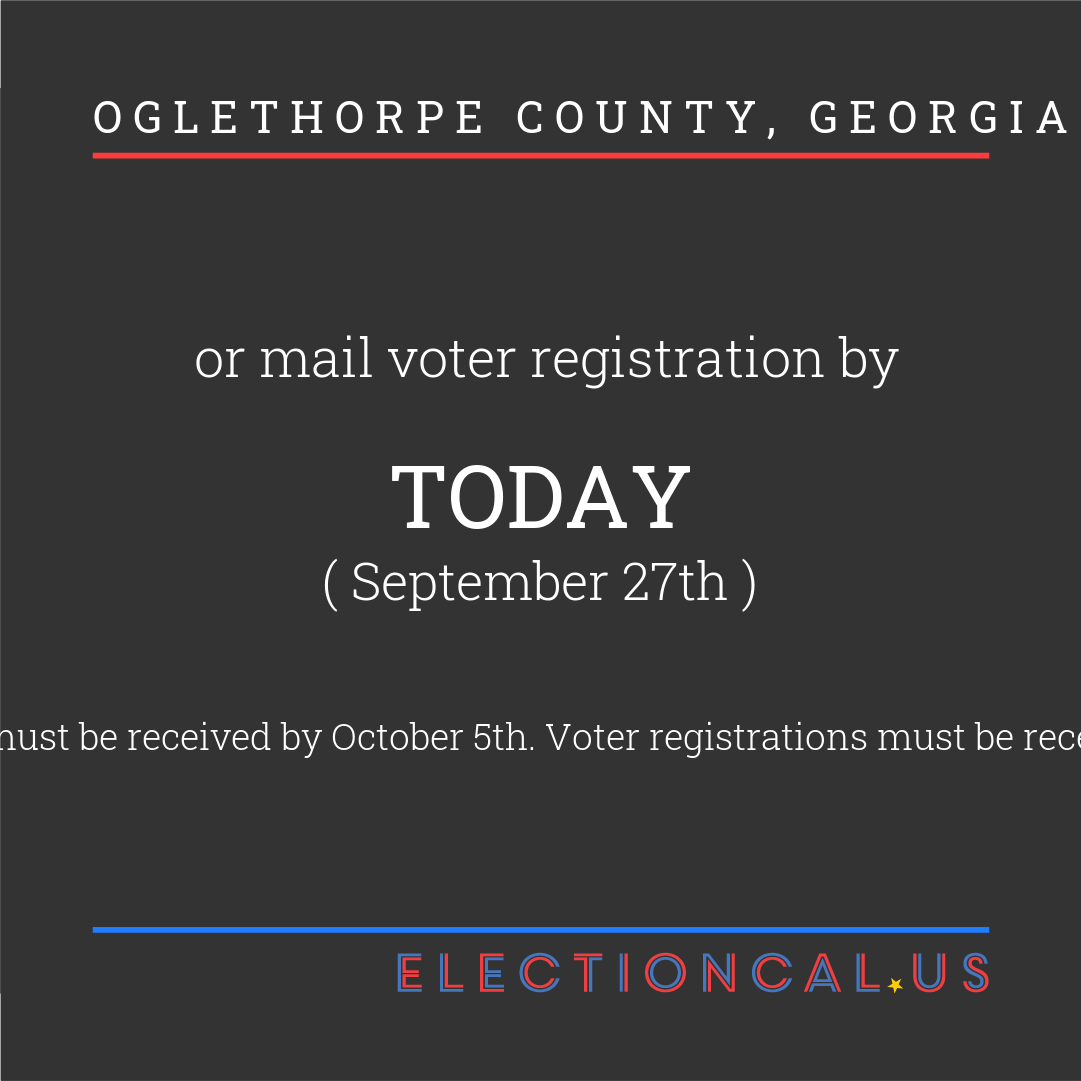 OGLETHORPE COUNTY, GEORGIA
or mail voter registration by
TODAY
( September 27th )
be received by October 5th. Voter registrations must be
ELECTIONCAL.US